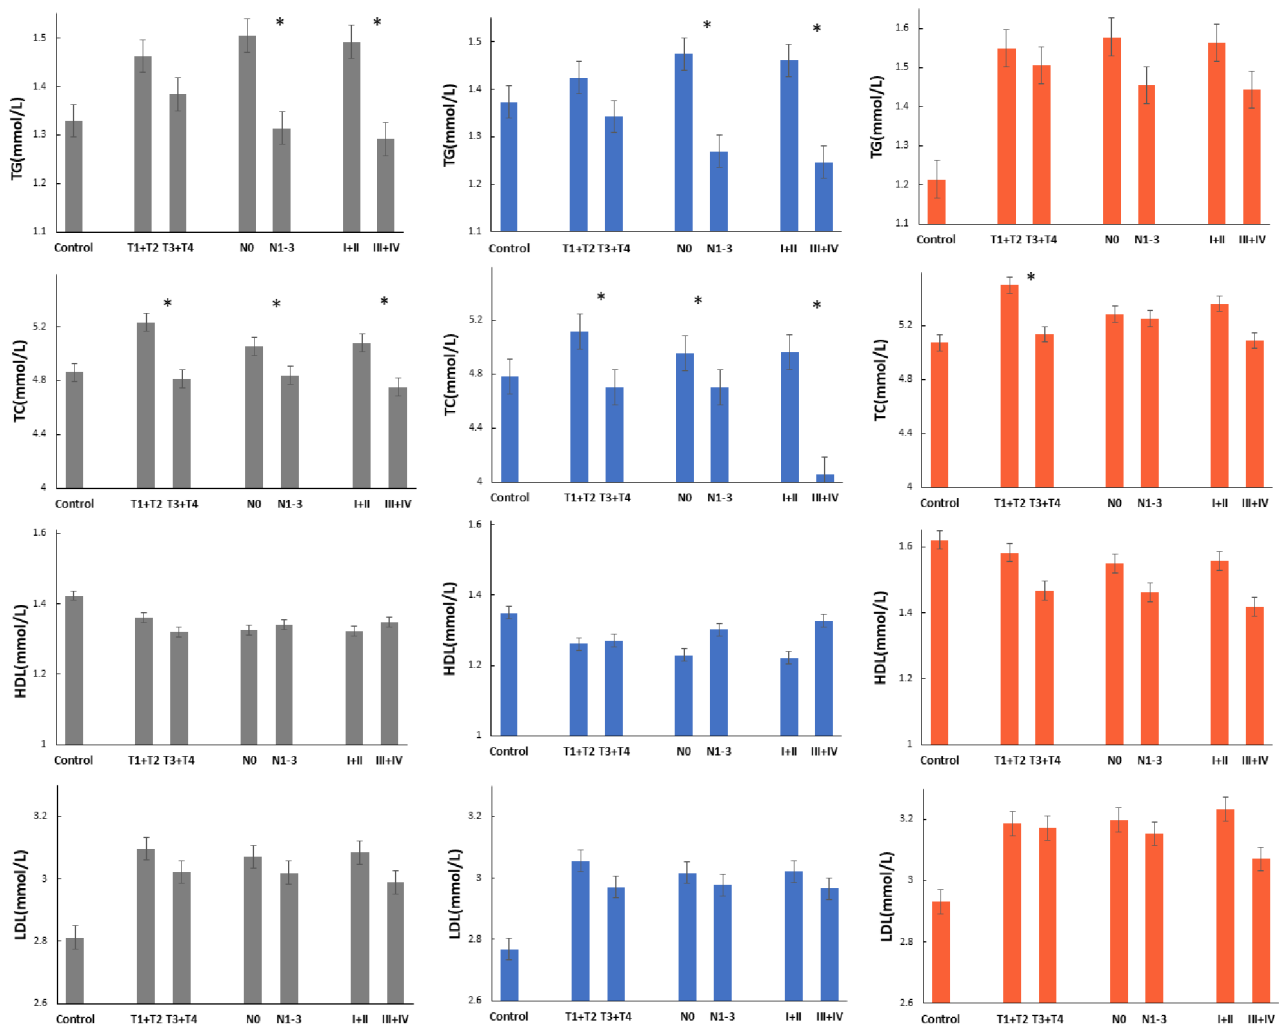 TG(mmol/L)
1.5
1.4
1.3
1.2
1.1
* *
Control T1+T2 T3+T4 N0 N1-3 I+II III+IV
TG(mmol/L)
1.5
1.4
1.3
1.2
1.1
* *
Control T1+T2 T3+T4 N0 N1-3 I+II III+IV
TG(mmol/L)
1.6
1.5
1.4
1.3
1.2
1.1
Control T1+T2 T3+T4 N0 N1-3 I+II III+IV
TC(mmol/L)
5.2
4.8
4.4
4
* * *
Control T1+T2 T3+T4 N0 N1-3 I+II III+IV
TC(mmol/L)
5.2
4.8
4.4
4
* * *
Control T1+T2 T3+T4 N0 N1-3 I+II III+IV
TC(mmol/L)
5.2
4.8
4.4
4
*
Control T1+T2 T3+T4 N0 N1-3 I+II III+IV
HDL(mmol/L)
1.6
1.4
1.2
1
Control T1+T2 T3+T4 N0 N1-3 I+II III+IV
HDL(mmol/L)
1.6
1.4
1.2
1
Control T1+T2 T3+T4 N0 N1-3 I+II III+IV
HDL(mmol/L)
1.6
1.4
1.2
1
Control T1+T2 T3+T4 N0 N1-3 I+II III+IV
LDL(mmol/L)
3.2
3
2.8
2.6
Control T1+T2 T3+T4 N0 N1-3 I+II III+IV
LDL(mmol/L)
3.2
3
2.8
2.6
Control T1+T2 T3+T4 N0 N1-3 I+II III+IV
LDL(mmol/L)
3.2
3
2.8
2.6
Control T1+T2 T3+T4 N0 N1-3 I+II III+IV